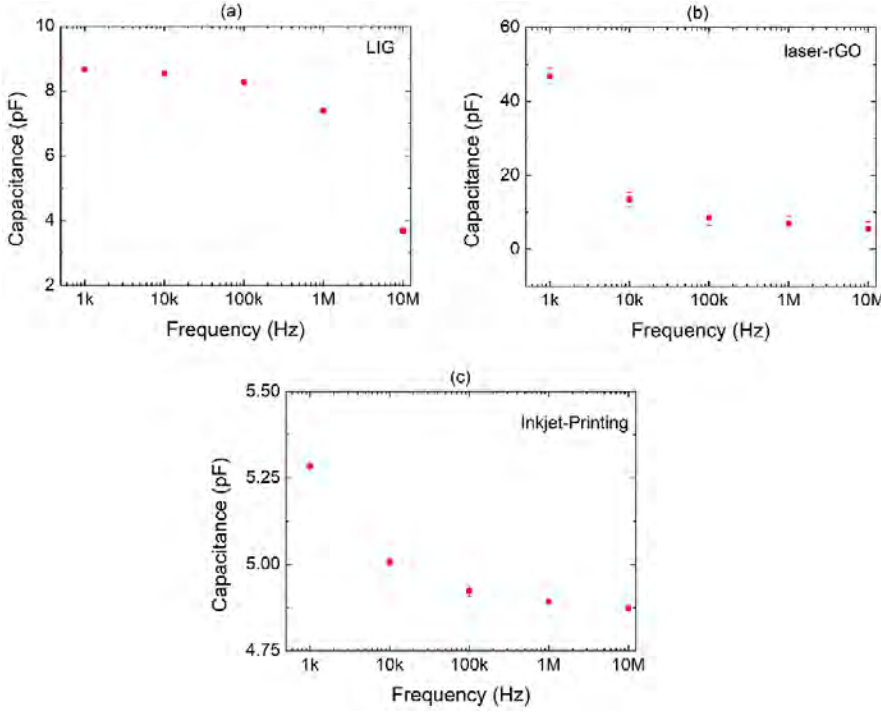 (a)
LIG
10
8
6
4
2
Capacitance (pF)
1k 10k 100k 1M 10M
Frequency (Hz)
(b)
laser-rGO
60
40
20
0
Capacitance (pF)
1k 10k 100k 1M 10M
Frequency (Hz)
(c)
Inkjet-Printing
5.50
5.25
5.00
4.75
Capacitance (pF)
1k 10k 100k 1M 10M
Frequency (Hz)